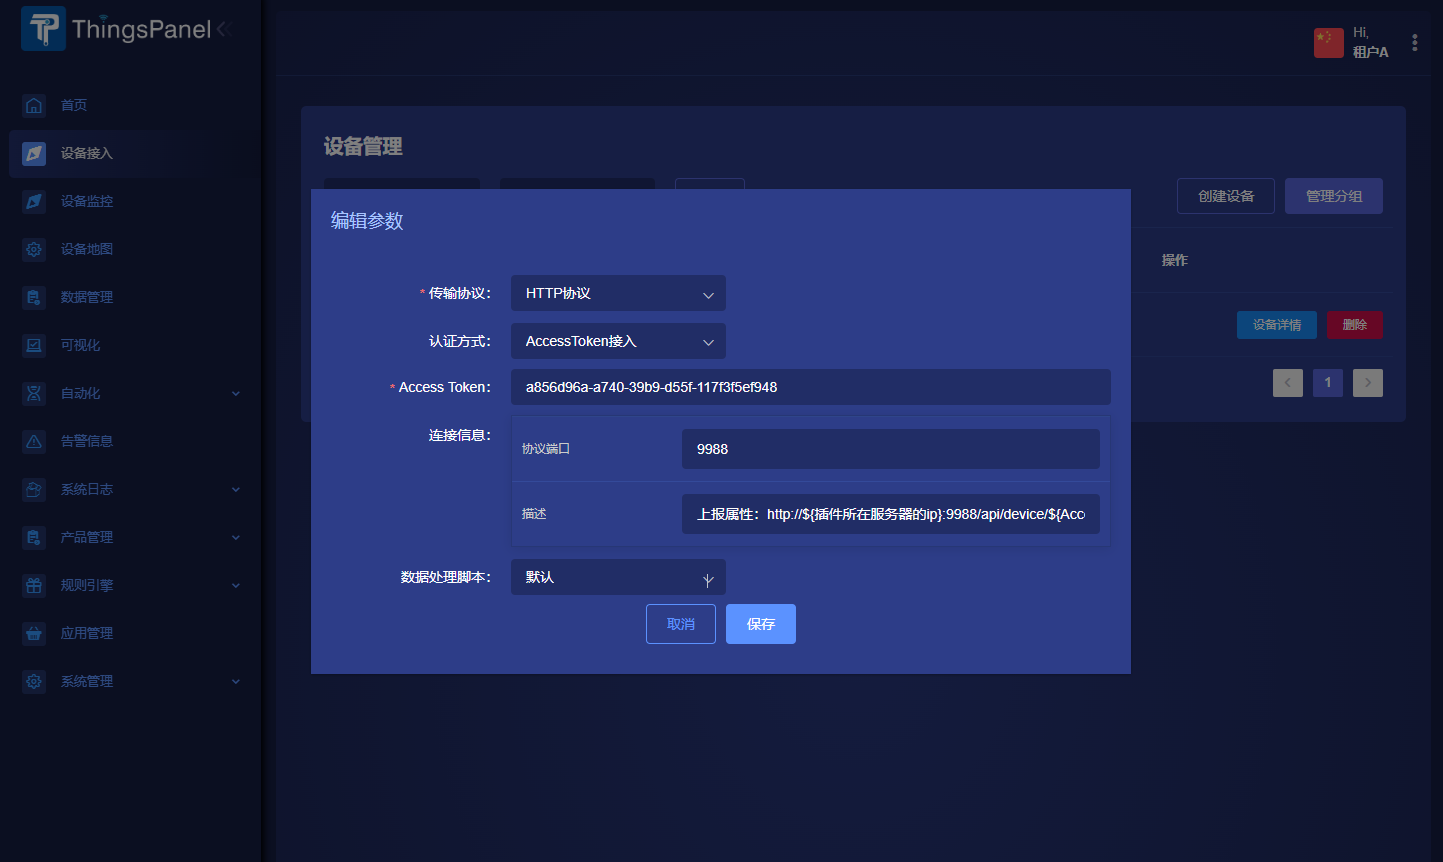 ThingsPanel
Hi,
租户A
首页
设备接入
设备监控
设备地图
数据管理
可视化
自动化
告警信息
系统日志
产品管理
规则引擎
应用管理
系统管理
设备管理
创建设备
管理分组
操作
设备详情
删除
1
编辑参数
* 传输协议：
HTTP协议
认证方式：
AccessToken接入
* Access Token：
a856d96a-a740-39b9-d55f-117f3f5ef948
连接信息：
协议端口
9988
描述
上报属性：http://${插件所在服务器的ip}:9988/api/device/${Acc
数据处理脚本：
默认
取消
保存